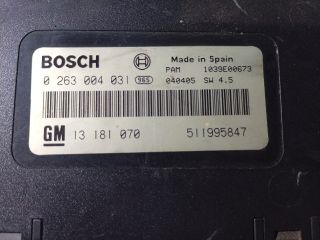 BOSCH Made in Spain
0 263 004 031 965 PAM 1039E00673
040405 SW 4.5
GM 13 181 070 511995847